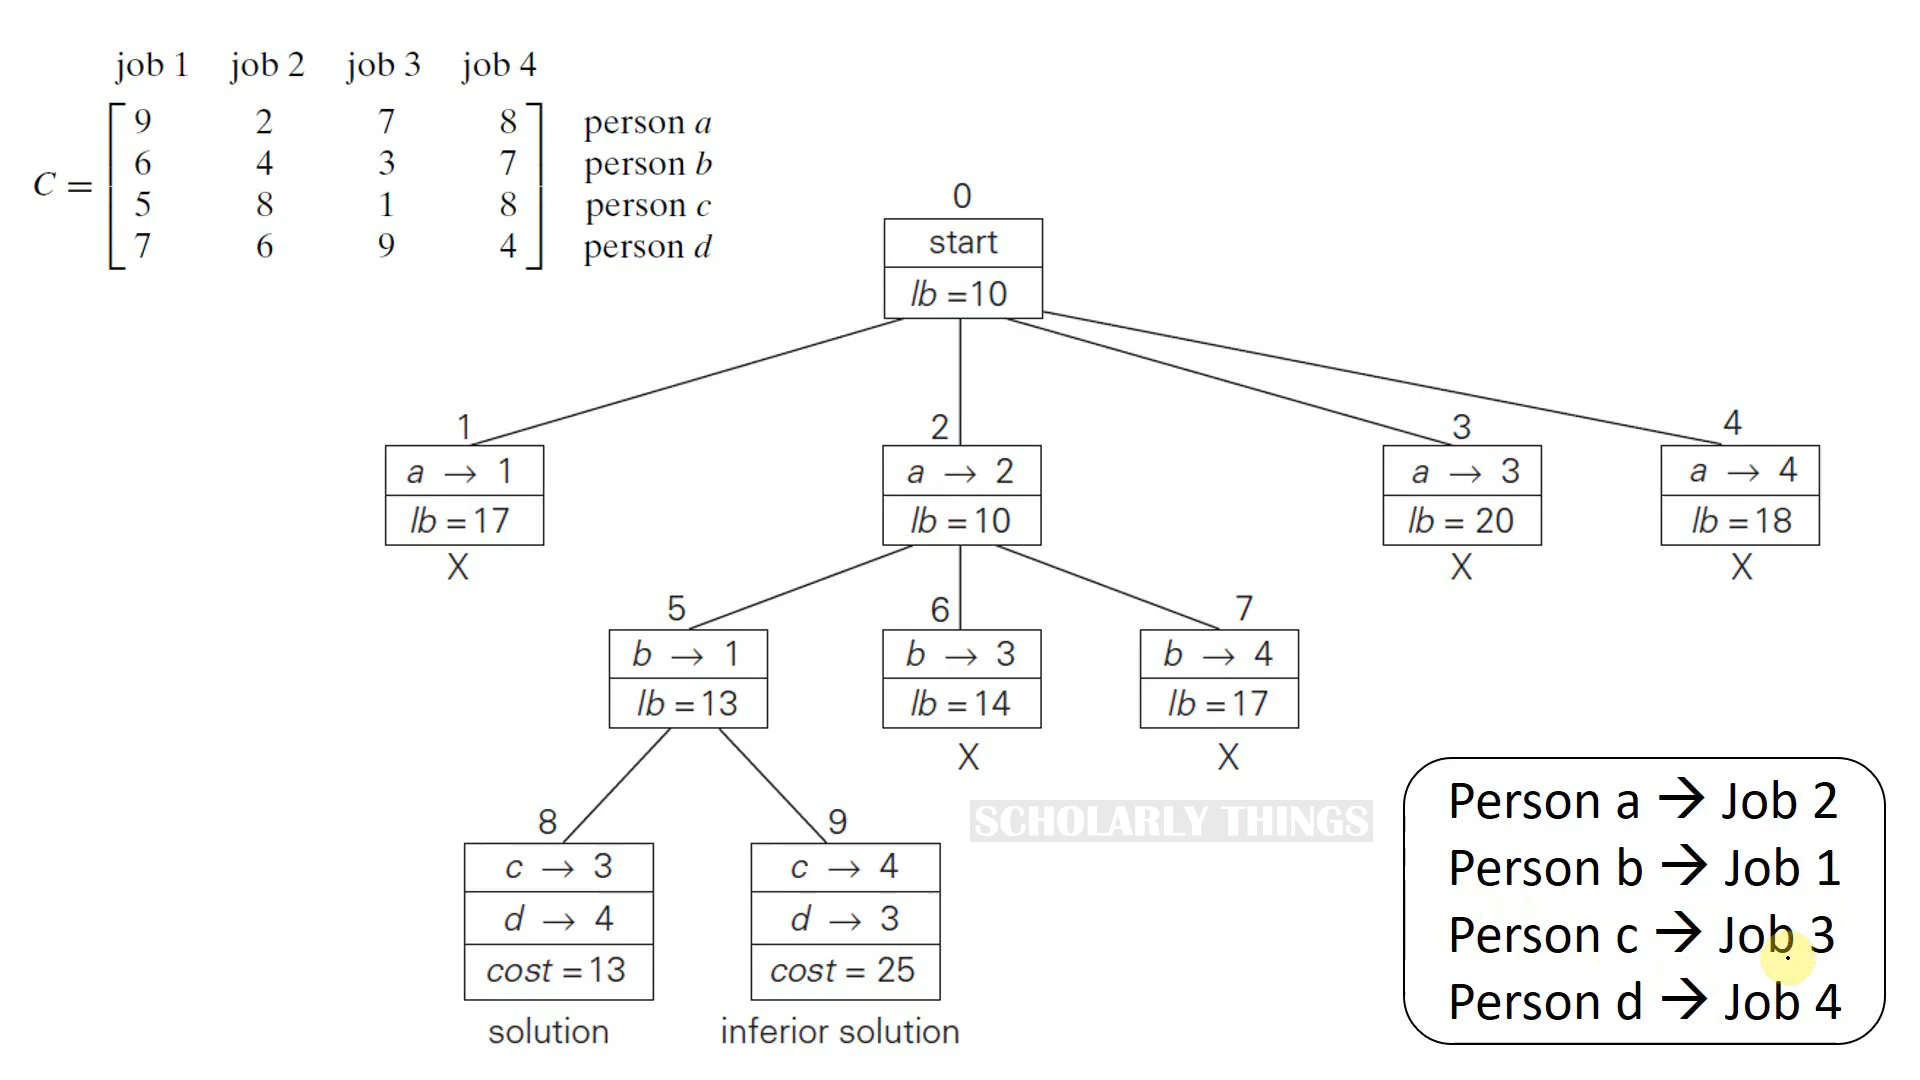 job 1 job 2 job 3 job 4
9 2 7 8 person a
6 4 3 7 person b
C =
5 8 1 8 person c
7 6 9 4 person d
0
start
lb =10
1
a → 1
lb =17
X
2
a → 2
lb =10
3
a → 3
lb = 20
X
4
a → 4
lb =18
X
5
b → 1
lb =13
6
b → 3
lb =14
X
7
b → 4
lb =17
X
8
c → 3
d → 4
cost =13
solution
9
c → 4
d → 3
cost = 25
inferior solution
SCHOLARLY THINGS
Person a → Job 2
Person b → Job 1
Person c → Job 3
Person d → Job 4